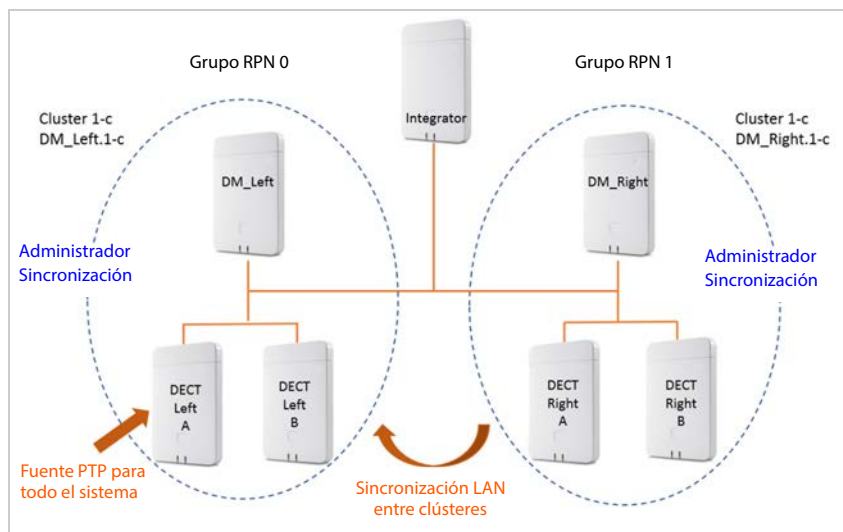 Grupo RPN 0
Grupo RPN 1
Integrator
Cluster 1-c
DM_Left.1-c
Cluster 1-c
DM_Right.1-c
DM_Left
DM_Right
Administrador
Sincronización
Administrador
Sincronización
DECT
Left
A
DECT
Left
B
DECT
Right
A
DECT
Right
B
Fuente PTP para
todo el sistema
Sincronización LAN
entre clústeres